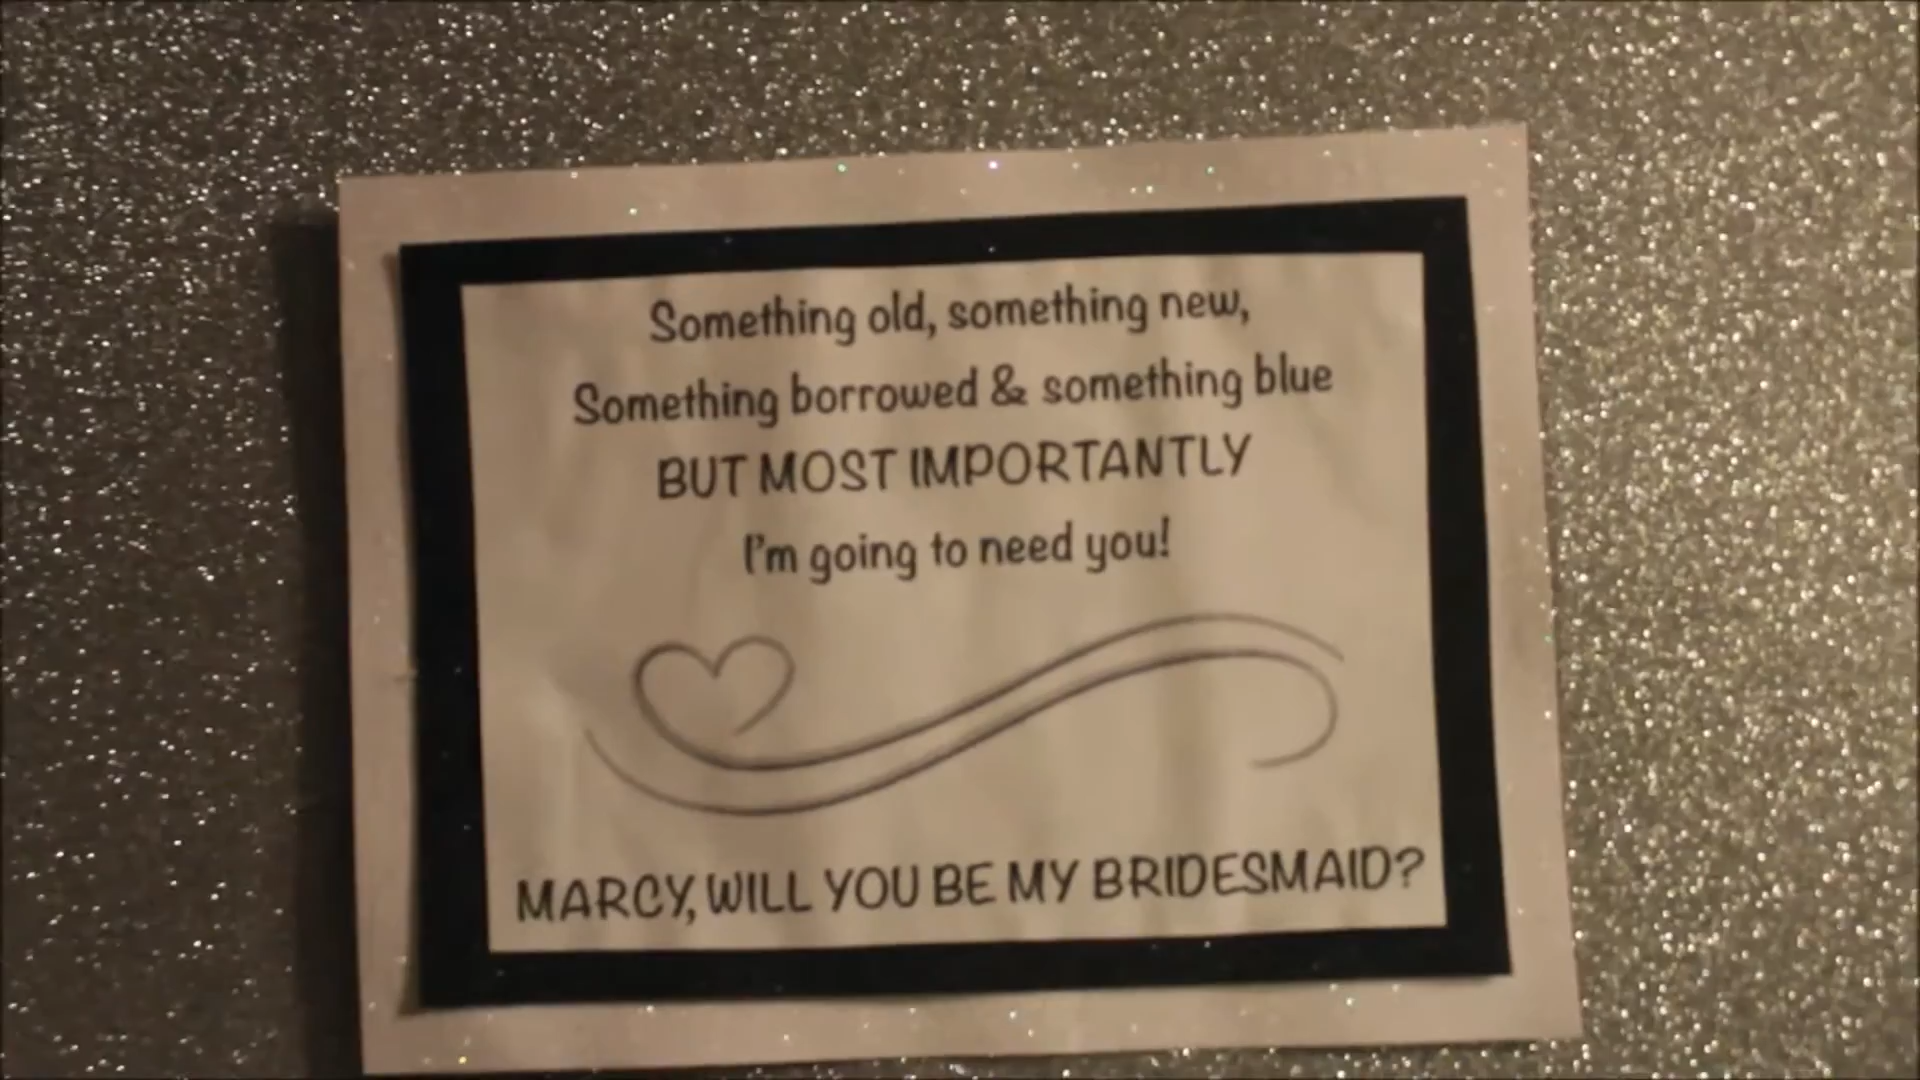 Something old, something new,
Something borrowed & something blue
BUT MOST IMPORTANTLY
I'm going to need you!
MARCY, WILL YOU BE MY BRIDESMAID?